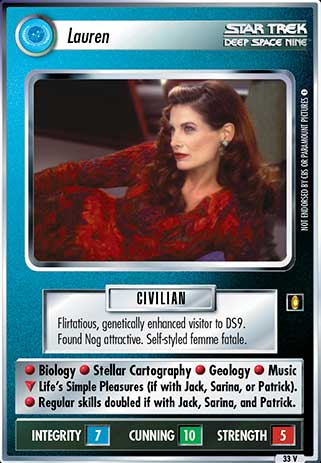 Lauren
STAR TREK
DEEP SPACE NINE
NOT ENDORSED BY CBS OR PARAMOUNT PICTURES
CIVILIAN
Flirtatious, genetically enhanced visitor to DS9.
Found Nog attractive. Self-styled femme fatale.
Biology • Stellar Cartography • Geology • Music
Life's Simple Pleasures (if with Jack, Sarina, or Patrick).
Regular skills doubled if with Jack, Sarina, and Patrick.
INTEGRITY 7 CUNNING 10 STRENGTH 5
33 V